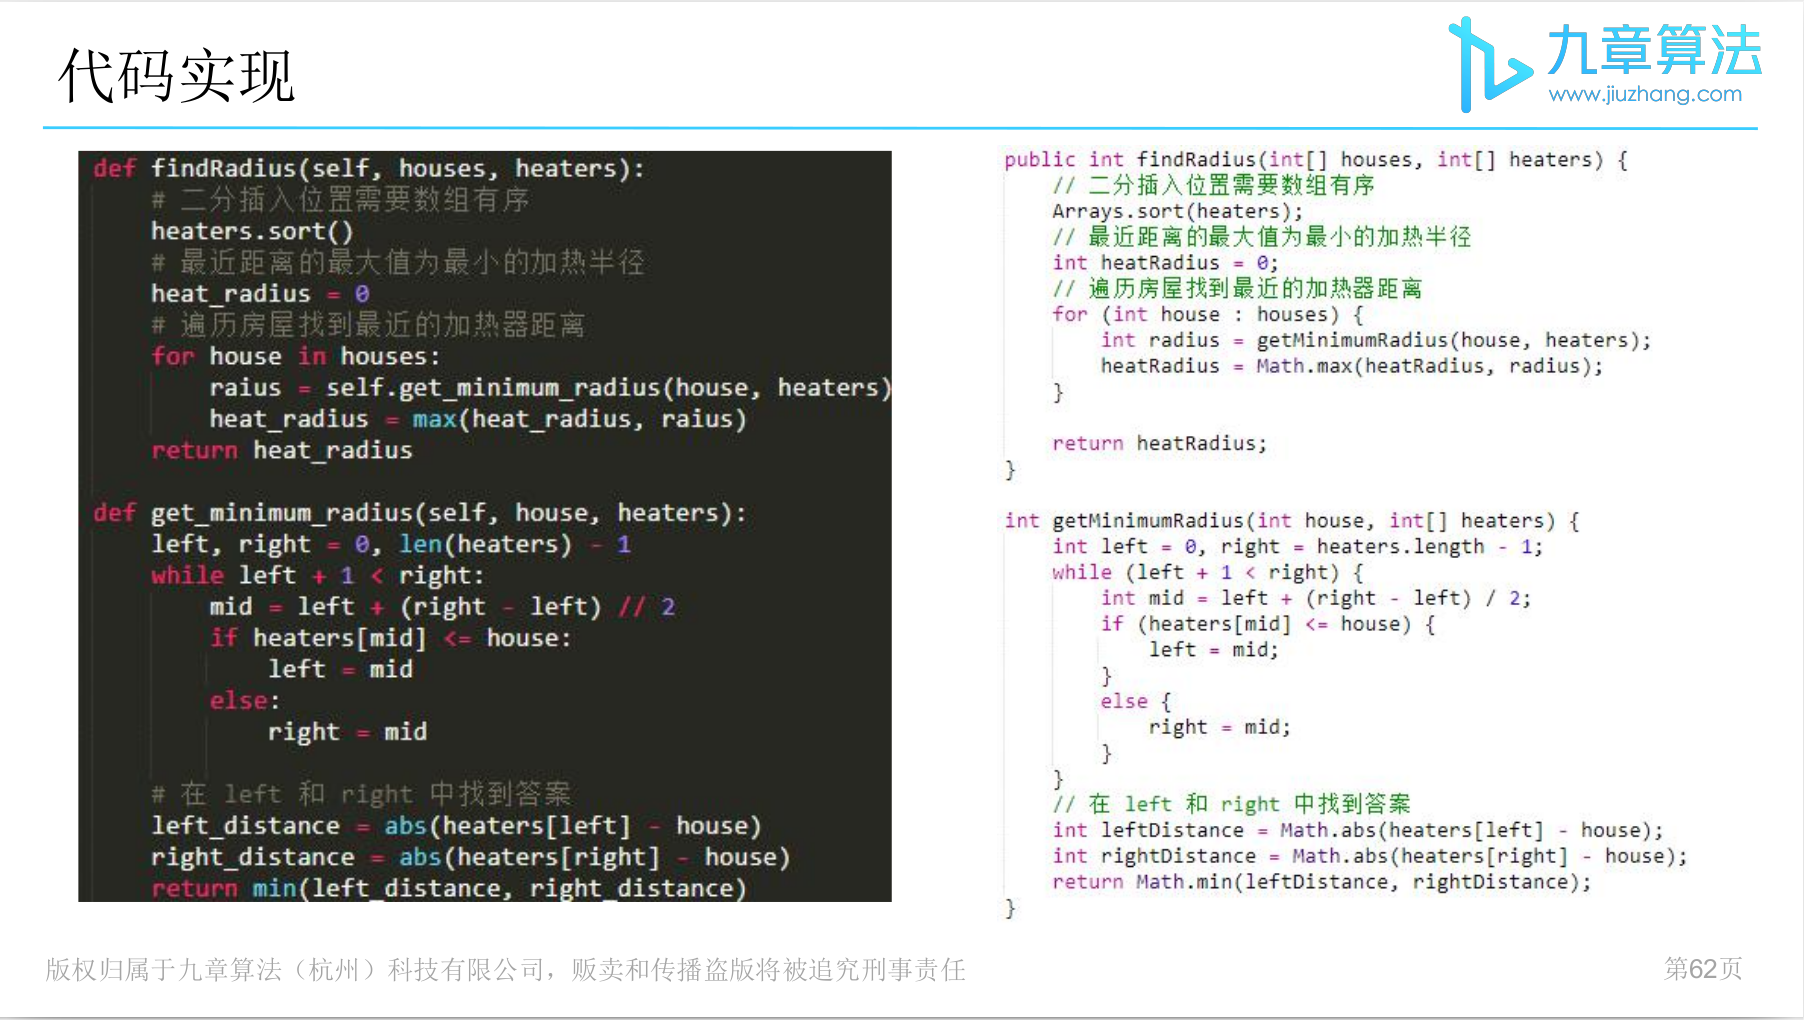 代码实现
九章算法
www.jiuzhang.com
def findRadius(self, houses, heaters):
# 二分插入位置需要数组有序
heaters.sort()
# 最近距离的最大值为最小的加热半径
heat_radius = 0
# 遍历房屋找到最近的加热器距离
for house in houses:
raius = self.get_minimum_radius(house, heaters)
heat_radius = max(heat_radius, raius)
return heat_radius
def get_minimum_radius(self, house, heaters):
left, right = 0, len(heaters) - 1
while left + 1 < right:
mid = left + (right - left) // 2
if heaters[mid] <= house:
left = mid
else:
right = mid
# 在 left 和 right 中找到答案
left_distance = abs(heaters[left] - house)
right_distance = abs(heaters[right] - house)
return min(left_distance, right_distance)
public int findRadius(int[] houses, int[] heaters) {
// 二分插入位置需要数组有序
Arrays.sort(heaters);
// 最近距离的最大值为最小的加热半径
int heatRadius = 0;
// 遍历房屋找到最近的加热器距离
for (int house : houses) {
int radius = getMinimumRadius(house, heaters);
heatRadius = Math.max(heatRadius, radius);
}
return heatRadius;
}
int getMinimumRadius(int house, int[] heaters) {
int left = 0, right = heaters.length - 1;
while (left + 1 < right) {
int mid = left + (right - left) / 2;
if (heaters[mid] <= house) {
left = mid;
}
else {
right = mid;
}
}
// 在 left 和 right 中找到答案
int leftDistance = Math.abs(heaters[left] - house);
int rightDistance = Math.abs(heaters[right] - house);
return Math.min(leftDistance, rightDistance);
}
版权归属于九章算法（杭州）科技有限公司，贩卖和传播盗版将被追究刑事责任
第62页